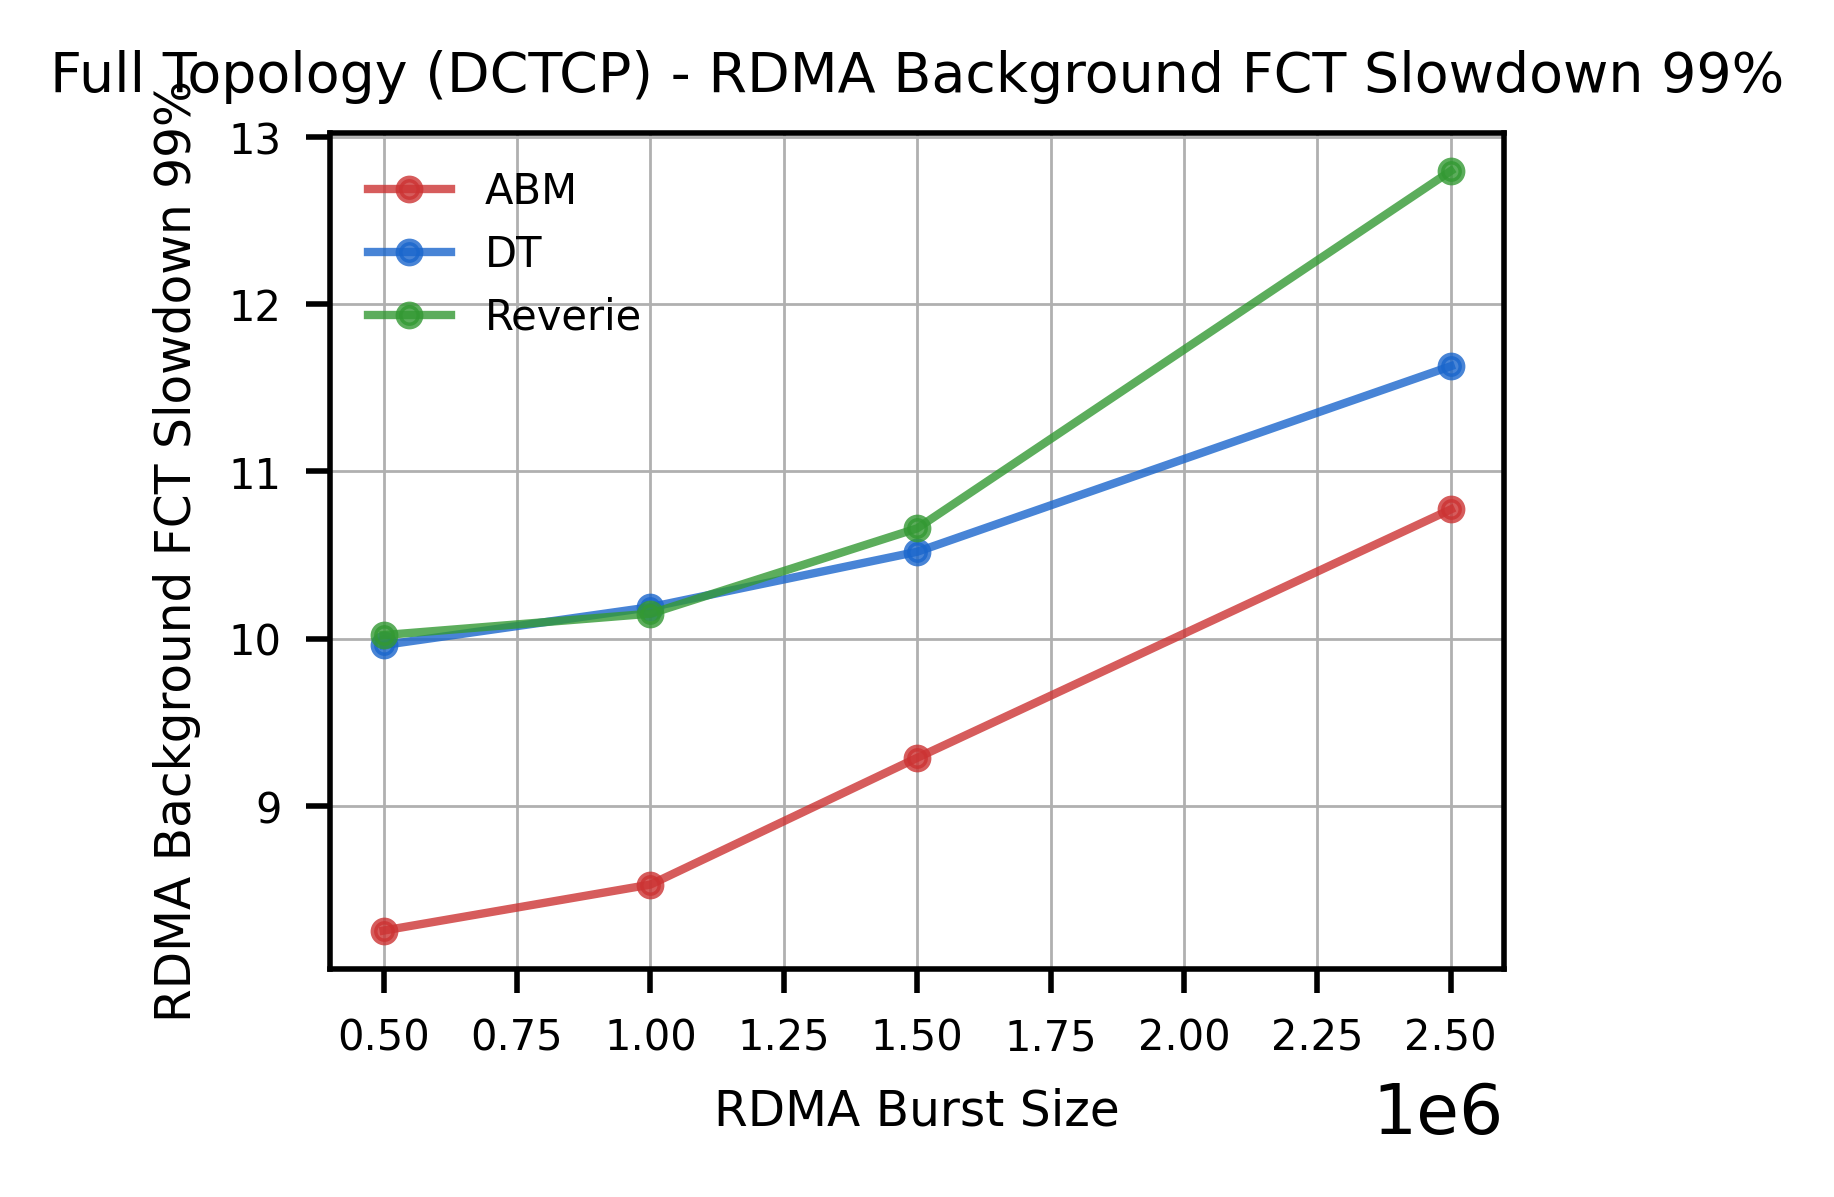 Full Topology (DCTCP) - RDMA Background FCT Slowdown 99%
RDMA Background FCT Slowdown 99%
13
12
11
10
9
ABM
DT
Reverie
0.50 0.75 1.00 1.25 1.50 1.75 2.00 2.25 2.50
RDMA Burst Size
1e6